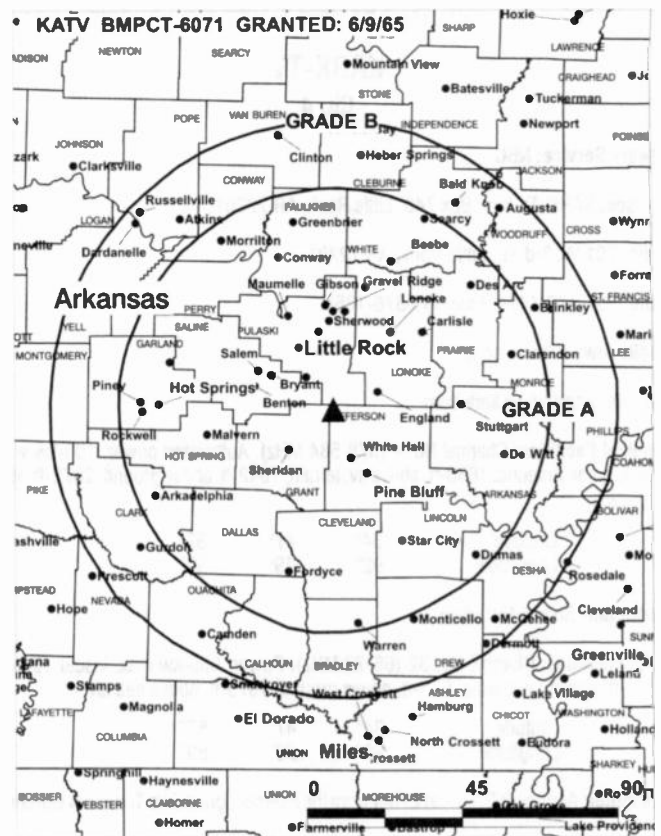 KATV BMPCT-6071 GRANTED: 6/9/65
Hoxie
SHARP
NEWTON
SEARCY
LAWRENCE
Mountain View
CRAIGHEAD
STONE
Batesville
Tuckerman
POPE
VAN BUREN
GRADE B
INDEPENDENCE
Newport
JOHNSON
Clinton
Heber Springs
Clarksville
CLEBURNE
JACKSON
CONWAY
Bald Knob
Russellville
FAULKNER
Augusta
LOGAN
Atkins
Greenbrier
Searcy
CROSS
Dardanelle
Morrilton
WHITE
Beebe
WOODRUFF
Conway
Maumelle
Gibson
Gravel Ridge
Des Arc
Arkansas
Lonoke
ST. FRANCIS
PERRY
Brinkley
YELL
SALINE
PULASKI
Sherwood
Carlisle
GARLAND
Little Rock
PRAIRIE
LEE
MONTGOMERY
Salem
LONOKE
Clarendon
Piney
Hot Springs
Bryant
MONROE
Benton
England
Stuttgart
GRADE A
Rockwell
JEFFERSON
PHILLIPS
Malvern
White Hall
HOT SPRING
Sheridan
De Witt
PIKE
Pine Bluff
Arkadelphia
GRANT
ARKANSAS
CLARK
CLEVELAND
LINCOLN
BOLIVAR
DALLAS
Star City
Gurdon
Dumas
Fordyce
DESHA
Rosedale
Prescott
OUACHITA
NEVADA
Hope
Cleveland
Monticello
McGehee
Camden
Warren
Dermott
CALHOUN
BRADLEY
DREW
Greenville
Stamps
Smackover
West Crossett
ASHLEY
Lake Village
Leland
Magnolia
Hamburg
LAFAYETTE
El Dorado
CHICOT
WASHINGTON
COLUMBIA
North Crossett
Eudora
UNION
Miles
SHARKEY
Springhill
Haynesville
BOSSIER
WEBSTER
CLAIBORNE
UNION
MOREHOUSE
0 45 90
Oak Grove
Homer
Farmerville
Bastrop